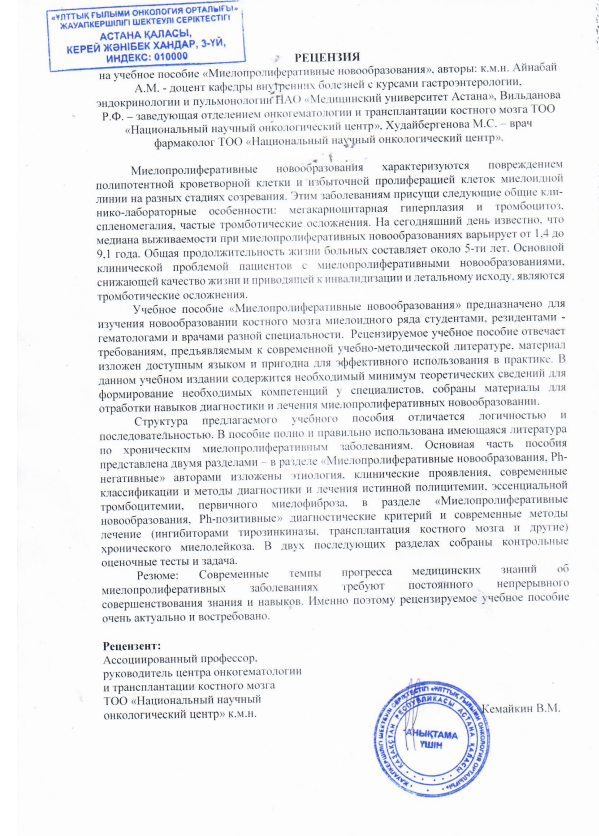 «ҰЛТТЫҚ ҒЫЛЫМИ ОНКОЛОГИЯ ОРТАЛЫҒЫ»
ЖАУАПКЕРШІЛІГІ ШЕКТЕУЛІ СЕРІКТЕСТІГІ
АСТАНА ҚАЛАСЫ,
КЕРЕЙ ЖӘНІБЕК ХАНДАР, 3-ҮЙ,
ИНДЕКС: 010000
РЕЦЕНЗИЯ
на учебное пособие «Миелопролиферативные новообразования», авторы: к.м.н. Айнабай
А.М. - доцент кафедры внутренних болезней с курсами гастроэнтерологии,
эндокринологии и пульмонологии НАО «Медицинский университет Астана», Вильданова
Р.Ф. – заведующая отделением онкогематологии и трансплантации костного мозга ТОО
«Национальный научный онкологический центр», Худайбергенова М.С. – врач
фармаколог ТОО «Национальный научный онкологический центр».
Миелопролиферативные новообразования характеризуются повреждением
полипотентной кроветворной клетки и избыточной пролиферацией клеток миелоидной
линии на разных стадиях созревания. Этим заболеваниям присущи следующие общие кли-
нико-лабораторные особенности: мегакариоцитарная гиперплазия и тромбоцитоз,
спленомегалия, частые тромботические осложнения. На сегодняшний день известно, что
медиана выживаемости при миелопролиферативных новообразованиях варьирует от 1,4 до
9,1 года. Общая продолжительность жизни больных составляет около 5-ти лет. Основной
клинической проблемой пациентов с миелопролиферативными новообразованиями,
снижающей качество жизни и приводящей к инвалидизации и летальному исходу, являются
тромботические осложнения.
Учебное пособие «Миелопролиферативные новообразования» предназначено для
изучения новообразовании костного мозга миелоидного ряда студентами, резидентами -
гематологами и врачами разной специальности. Рецензируемое учебное пособие отвечает
требованиям, предъявляемым к современной учебно-методической литературе, материал
изложен доступным языком и пригодна для эффективного использования в практике. В
данном учебном издании содержится необходимый минимум теоретических сведений для
формирование необходимых компетенций у специалистов, собраны материалы для
отработки навыков диагностики и лечения миелопролиферативных новообразовании.
Структура предлагаемого учебного пособия отличается логичностью и
последовательностью. В пособие полно и правильно использована имеющаяся литература
по хроническим миелопролиферативным заболеваниям. Основная часть пособия
представлена двумя разделами – в разделе «Миелопролиферативные новообразования, Ph-
негативные» авторами изложены этиология, клинические проявления, современные
классификации и методы диагностики и лечения истинной полицитемии, эссенциальной
тромбоцитемии, первичного миелофиброза, в разделе «Миелопролиферативные
новообразования, Ph-позитивные» диагностические критерий и современные методы
лечение (ингибиторами тирозинкиназы, трансплантация костного мозга и другие)
хронического миелолейкоза. В двух последующих разделах собраны контрольные
оценочные тесты и задача.
Резюме: Современные темпы прогресса медицинских знаний об
миелопролиферативных заболеваниях требуют постоянного непрерывного
совершенствования знания и навыков. Именно поэтому рецензируемое учебное пособие
очень актуально и востребовано.
Рецензент:
Ассоциированный профессор,
руководитель центра онкогематологии
и трансплантации костного мозга
ТОО «Национальный научный
онкологический центр» к.м.н.
Кемайкин В.М.
ЖАУАПКЕРШІЛІГІ ШЕКТЕУЛІ СЕРІКТЕСТІГІ «ҰЛТТЫҚ ҒЫЛЫМИ ОНКОЛОГИЯ ОРТАЛЫҒЫ»
ҚАЗАҚСТАН РЕСПУБЛИКАСЫ АСТАНА ҚАЛАСЫ
АНЫҚТАМА
ҮШІН